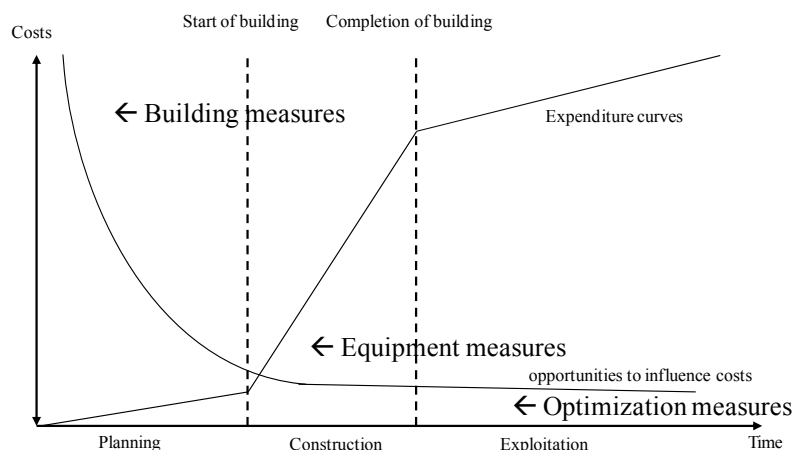 Start of building
Completion of building
Costs
← Building measures
Expenditure curves
← Equipment measures
opportunities to influence costs
← Optimization measures
Planning
Construction
Exploitation
Time